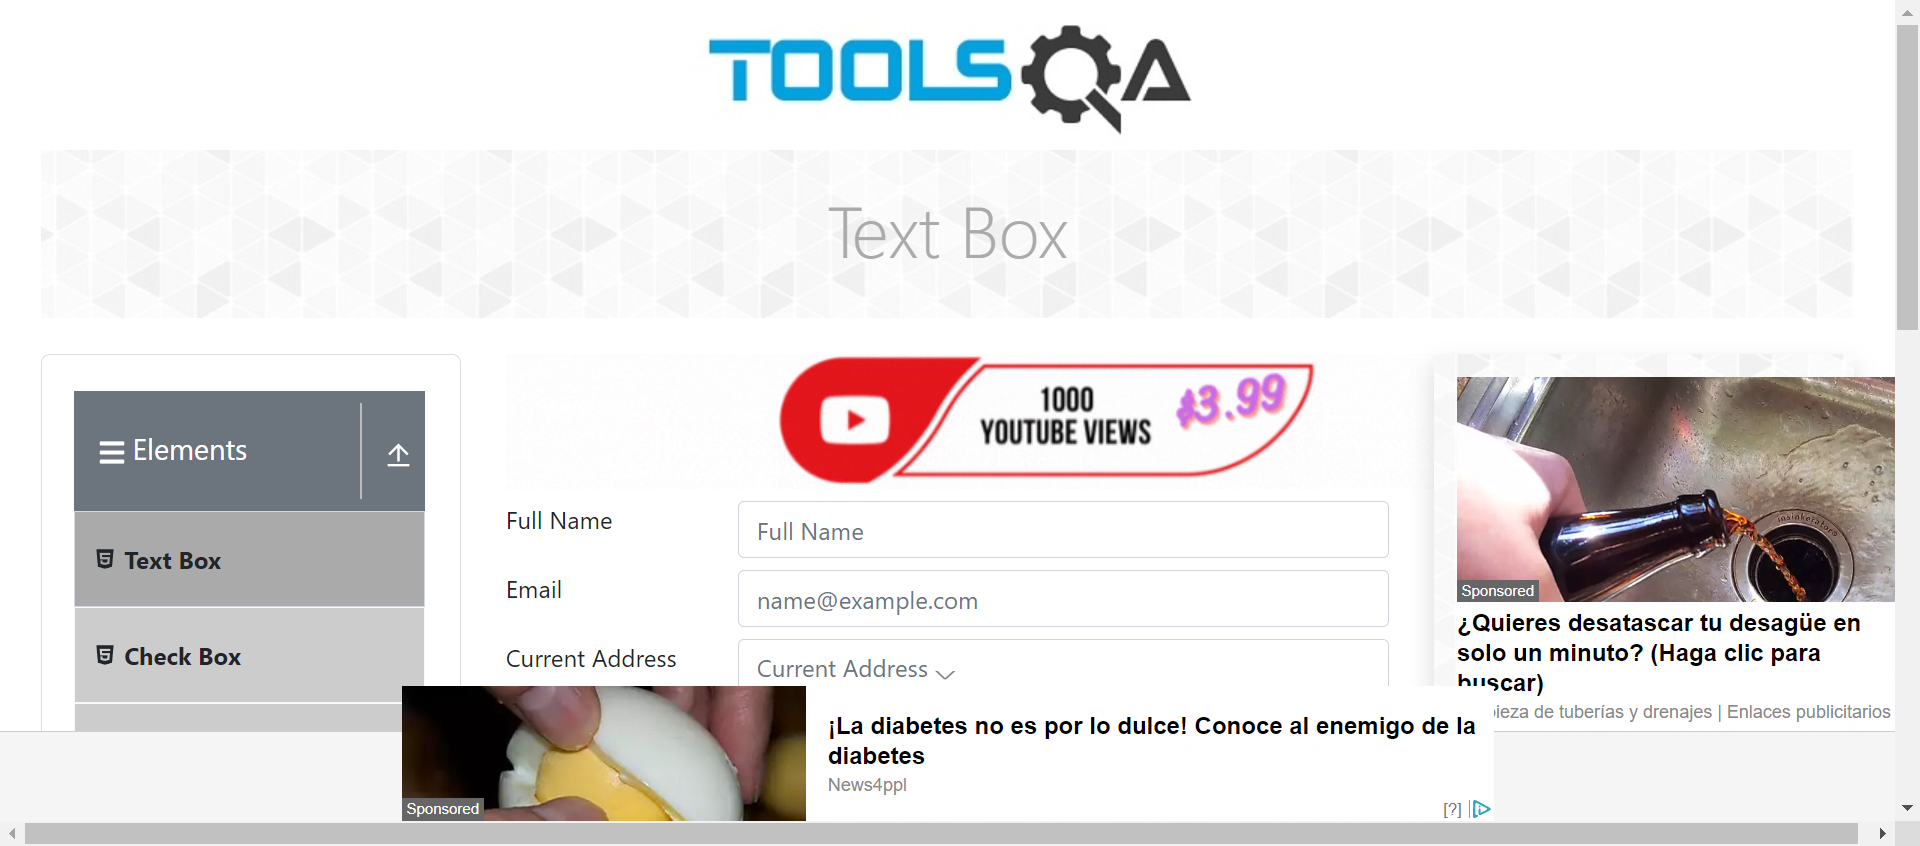 TOOLSQA
Text Box
Elements
Text Box
Check Box
1000
YOUTUBE VIEWS
$3.99
Full Name
Full Name
Email
name@example.com
Current Address
Current Address
insinkerator
Sponsored
¿Quieres desatascar tu desagüe en
solo un minuto? (Haga clic para
buscar)
pieza de tuberías y drenajes | Enlaces publicitarios
Sponsored
¡La diabetes no es por lo dulce! Conoce al enemigo de la
diabetes
News4ppl
[?]